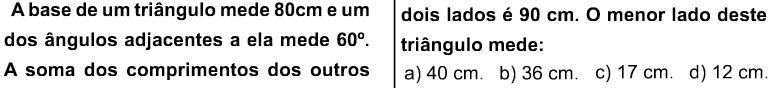 A base de um triângulo mede 80cm e um
dos ângulos adjacentes a ela mede 60º.
A soma dos comprimentos dos outros
dois lados é 90 cm. O menor lado deste
triângulo mede:
a) 40 cm. b) 36 cm. c) 17 cm. d) 12 cm.